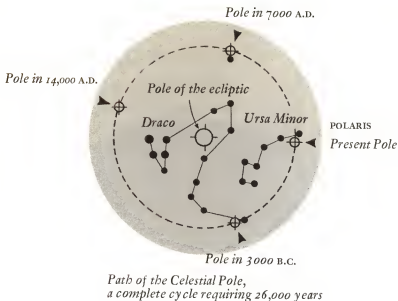 Pole in 7000 A.D.
Pole in 14,000 A.D.
Pole of the ecliptic
Draco
Ursa Minor
POLARIS
Present Pole
Pole in 3000 B.C.
Path of the Celestial Pole,
a complete cycle requiring 26,000 years